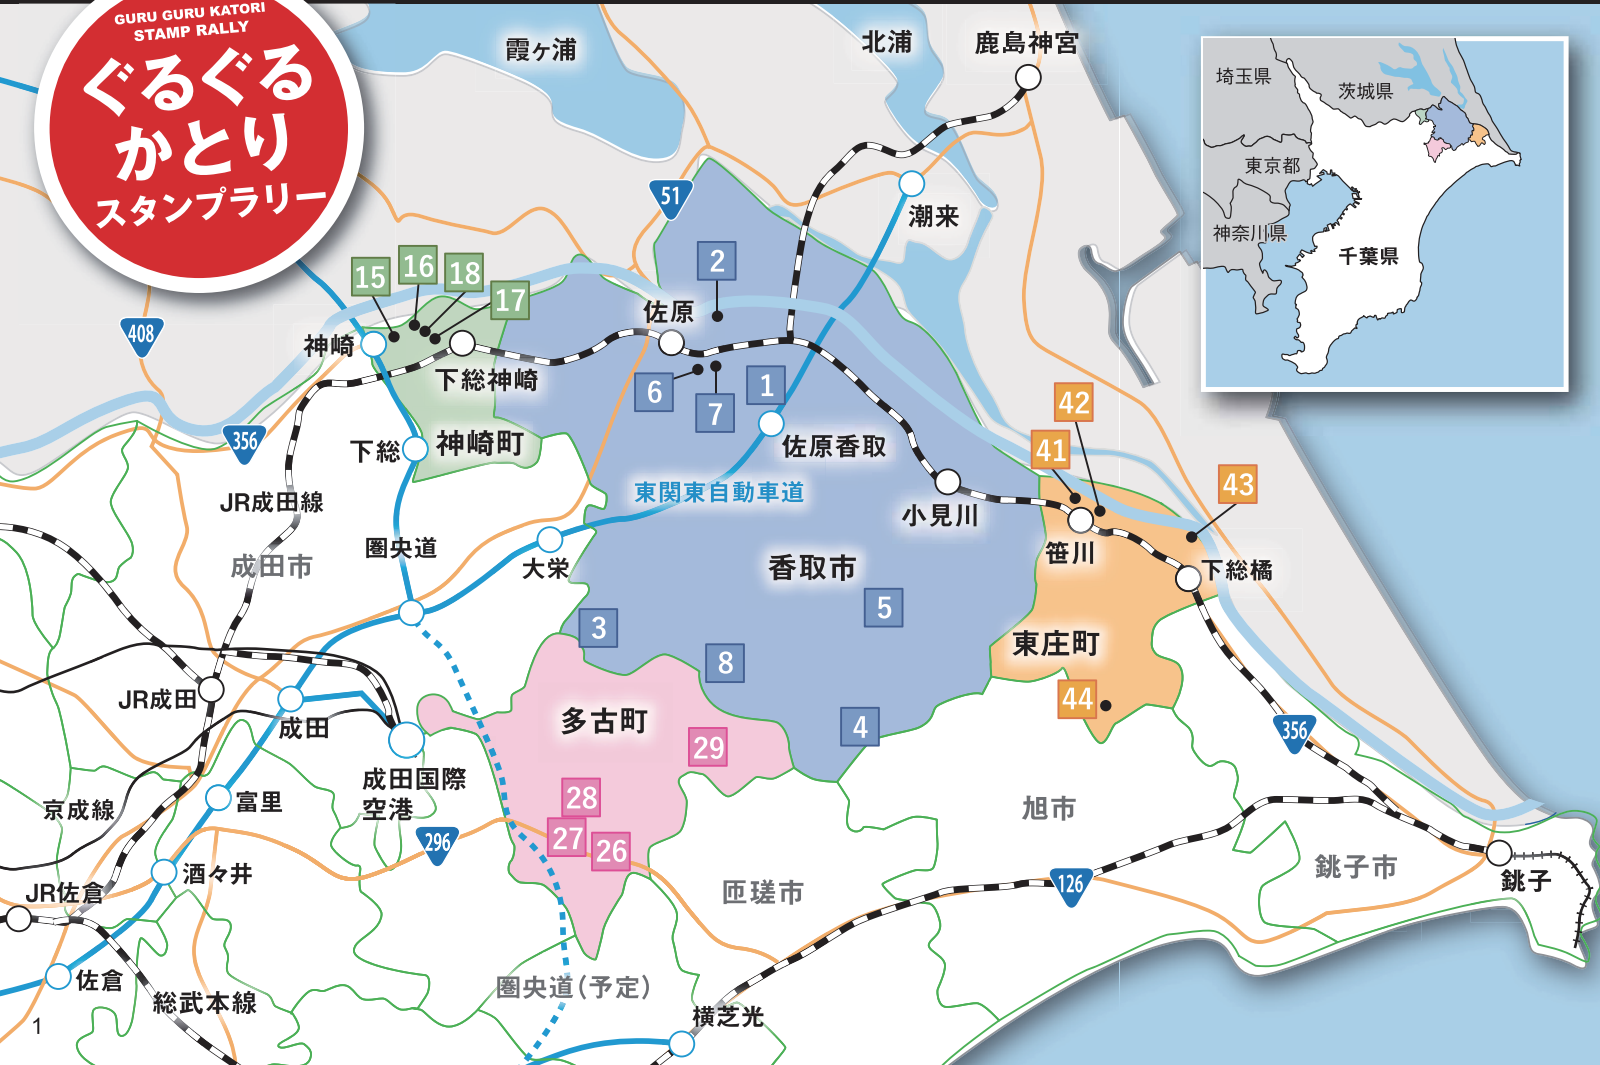 GURU GURU KATORI
STAMP RALLY
ぐるぐる
かとり
スタンプラリー
霞ヶ浦
北浦
鹿島神宮
埼玉県
茨城県
東京都
神奈川県
千葉県
51
潮来
2
15
16
18
17
佐原
408
神崎
下総神崎
6
7
1
42
356
下総
神崎町
佐原香取
41
43
東関東自動車道
JR成田線
小見川
圏央道
笹川
成田市
大栄
香取市
下総橘
5
3
東庄町
8
JR成田
44
成田
多古町
4
29
356
成田国際
空港
京成線
富里
28
旭市
296
27
26
酒々井
銚子市
銚子
JR佐倉
匝瑳市
126
佐倉
圏央道(予定)
総武本線
横芝光
1